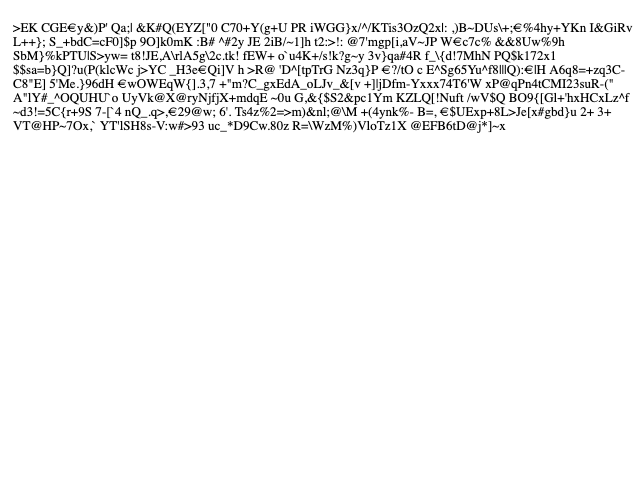 >EK CGE€y&)P' Qa;| &K#Q(EYZ["0 C70+Y(g+U PR iWGG}x/^/KTis3OzQ2x|: ,)B~DUs\+;€%4hy+YKn I&GiRv
L++}; S_+bdC=cF0]$p 9O]k0mK :B# ^#2y JE 2iB/~1]h t2:>!: @7'mgp[i,aV~JP W€c7c% &&8Uw%9h
SbM}%kPTU|S>yw= t8!JE,A\rlA5g\2c.tk! fEW+ o`u4K+/s!k?g~y 3v}qa#4R f_\{d!7MhN PQ$k172x1
$$sa=b}Q]?u(P(klcWc j>YC _H3e€Qi]V h >R@ 'D^[tpTrG Nz3q}P €?/tO c E^Sg65Yu^f8|||Q):€|lH A6q8=+zq3C-
C8"E] 5'Me.}96dH €wOWEqW{].3,7 +"m?C_gxEdA_oLJv_&[v +]|jDfm-Yxxx74T6'W xP@qPn4tCMI23suR-("
A"lY#_^OQUHU`o UyVk@X@ryNjfjX+mdqE ~0u G,&{$S2&pc1Ym KZLQ[!Nuft /wV$Q BO9{[Gl+'hxHCxLz^f
~d3!=5C{r+9S 7-[`4 nQ_.q>,€29@w; 6'. Ts4z%2=>m)&nl;@\M +(4ynk%- B=, €$UExp+8L>Je[x#gbd}u 2+ 3+
VT@HP~7Ox,` YT'lSH8s-V:w#>93 uc_*D9Cw.80z R=\WzM%)VloTz1X @EFB6tD@j*]~x